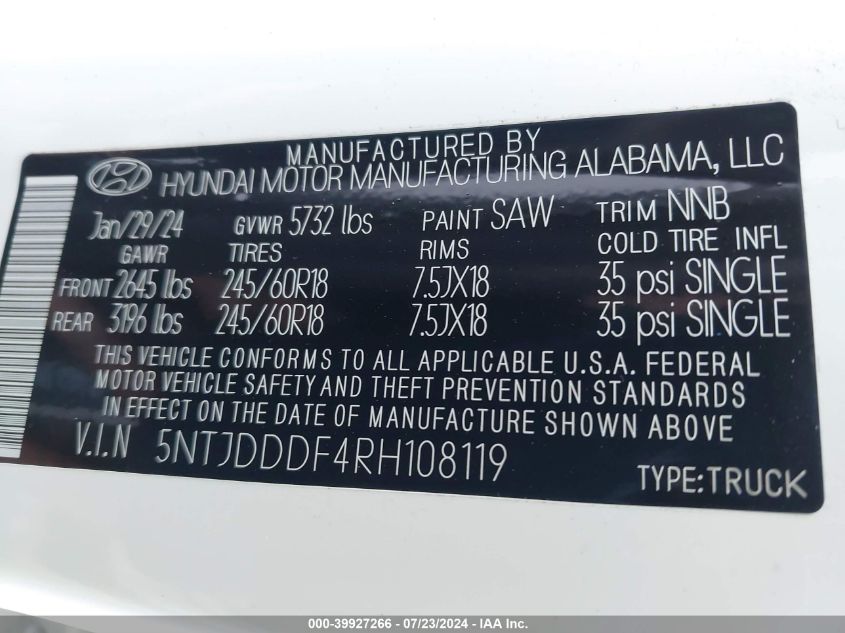 MANUFACTURED BY
HYUNDAI MOTOR MANUFACTURING ALABAMA, LLC
Jan/29/24 GVWR 5732 lbs PAINT SAW TRIM NNB
GAWR TIRES RIMS COLD TIRE INFL
FRONT 2645 lbs 245/60R18 7.5JX18 35 psi SINGLE
REAR 3196 lbs 245/60R18 7.5JX18 35 psi SINGLE
THIS VEHICLE CONFORMS TO ALL APPLICABLE U.S.A. FEDERAL
MOTOR VEHICLE SAFETY AND THEFT PREVENTION STANDARDS
IN EFFECT ON THE DATE OF MANUFACTURE SHOWN ABOVE
V.I.N 5NTJDDDF4RH108119
TYPE:TRUCK
000-39927266 - 07/23/2024 - IAA Inc.